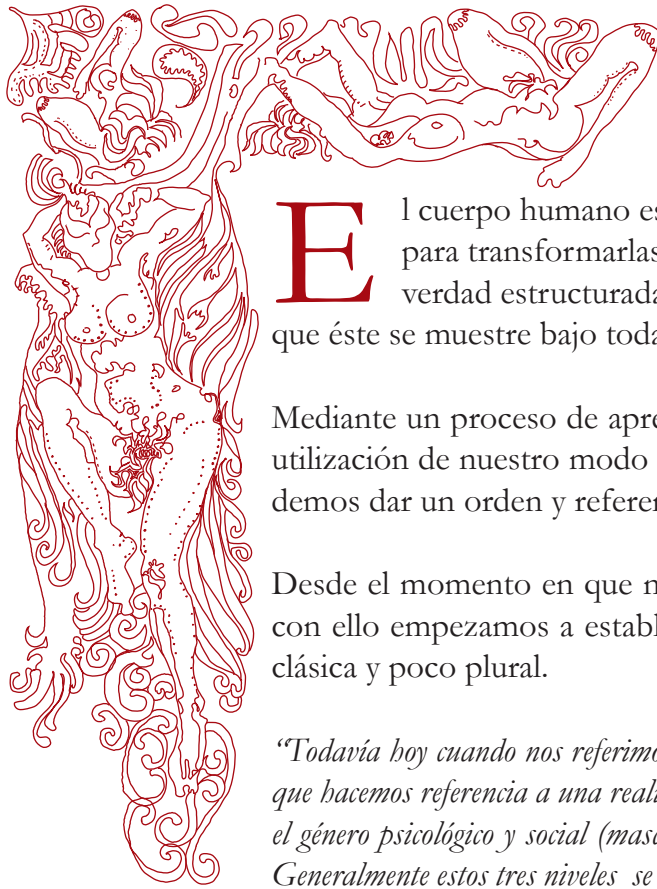 El cuerpo humano es
para transformarlas
verdad estructurada
que éste se muestre bajo toda
Mediante un proceso de apre
utilización de nuestro modo
demos dar un orden y referen
Desde el momento en que n
con ello empezamos a establ
clásica y poco plural.
“Todavía hoy cuando nos referimo
que hacemos referencia a una reali
el género psicológico y social (masc
Generalmente estos tres niveles se